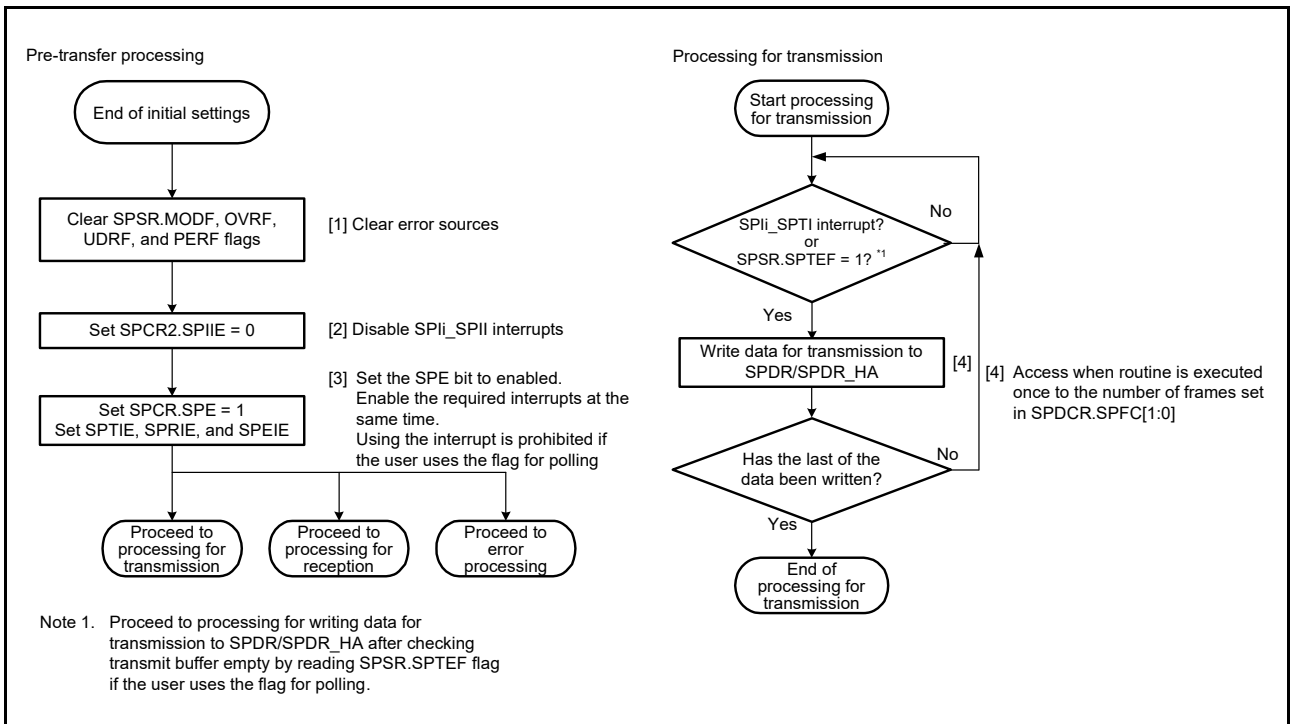 Pre-transfer processing
End of initial settings
Clear SPSR.MODF, OVRF,
UDRF, and PERF flags
[1] Clear error sources
Set SPCR2.SPIIE = 0
[2] Disable SPIi_SPII interrupts
Set SPCR.SPE = 1
Set SPTIE, SPRIE, and SPEIE
[3] Set the SPE bit to enabled.
Enable the required interrupts at the
same time.
Using the interrupt is prohibited if
the user uses the flag for polling
Proceed to
processing for
transmission
Proceed to
processing for
reception
Proceed to
error
processing
Note 1. Proceed to processing for writing data for
transmission to SPDR/SPDR_HA after checking
transmit buffer empty by reading SPSR.SPTEF flag
if the user uses the flag for polling.
Processing for transmission
Start processing
for transmission
SPIi_SPTI interrupt?
or
SPSR.SPTEF = 1? *1
No
Yes
Write data for transmission to
SPDR/SPDR_HA
[4]
[4] Access when routine is executed
once to the number of frames set
in SPDCR.SPFC[1:0]
Has the last of the
data been written?
No
Yes
End of
processing for
transmission